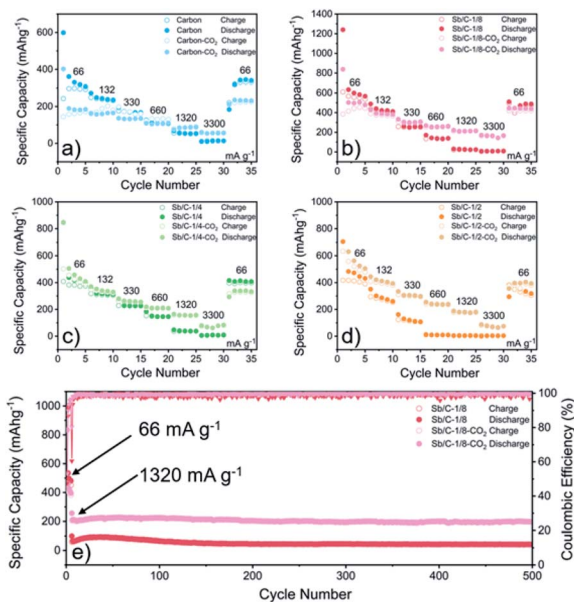 Carbon Charge
Carbon Discharge
Carbon-CO₂ Charge
Carbon-CO₂ Discharge
Specific Capacity (mAhg⁻¹)
600
400
200
0
66
132
330
660
1320
3300
66
a)
mA g⁻¹
0 5 10 15 20 25 30 35
Cycle Number
Sb/C-1/8 Charge
Sb/C-1/8 Discharge
Sb/C-1/8-CO₂ Charge
Sb/C-1/8-CO₂ Discharge
Specific Capacity (mAhg⁻¹)
1400
1200
1000
800
600
400
200
0
66
132
330
660
1320
3300
66
b)
mA g⁻¹
0 5 10 15 20 25 30 35
Cycle Number
Sb/C-1/4 Charge
Sb/C-1/4 Discharge
Sb/C-1/4-CO₂ Charge
Sb/C-1/4-CO₂ Discharge
Specific Capacity (mAhg⁻¹)
1000
800
600
400
200
0
66
132
330
660
1320
3300
66
c)
mA g⁻¹
0 5 10 15 20 25 30 35
Cycle Number
Sb/C-1/2 Charge
Sb/C-1/2 Discharge
Sb/C-1/2-CO₂ Charge
Sb/C-1/2-CO₂ Discharge
Specific Capacity (mAhg⁻¹)
1000
800
600
400
200
0
66
132
330
660
1320
3300
66
d)
mA g⁻¹
0 5 10 15 20 25 30 35
Cycle Number
Sb/C-1/8 Charge
Sb/C-1/8 Discharge
Sb/C-1/8-CO₂ Charge
Sb/C-1/8-CO₂ Discharge
Specific Capacity (mAhg⁻¹)
1000
800
600
400
200
0
66 mA g⁻¹
1320 mA g⁻¹
e)
100
80
60
40
20
0
Coulombic Efficiency (%)
0 100 200 300 400 500
Cycle Number